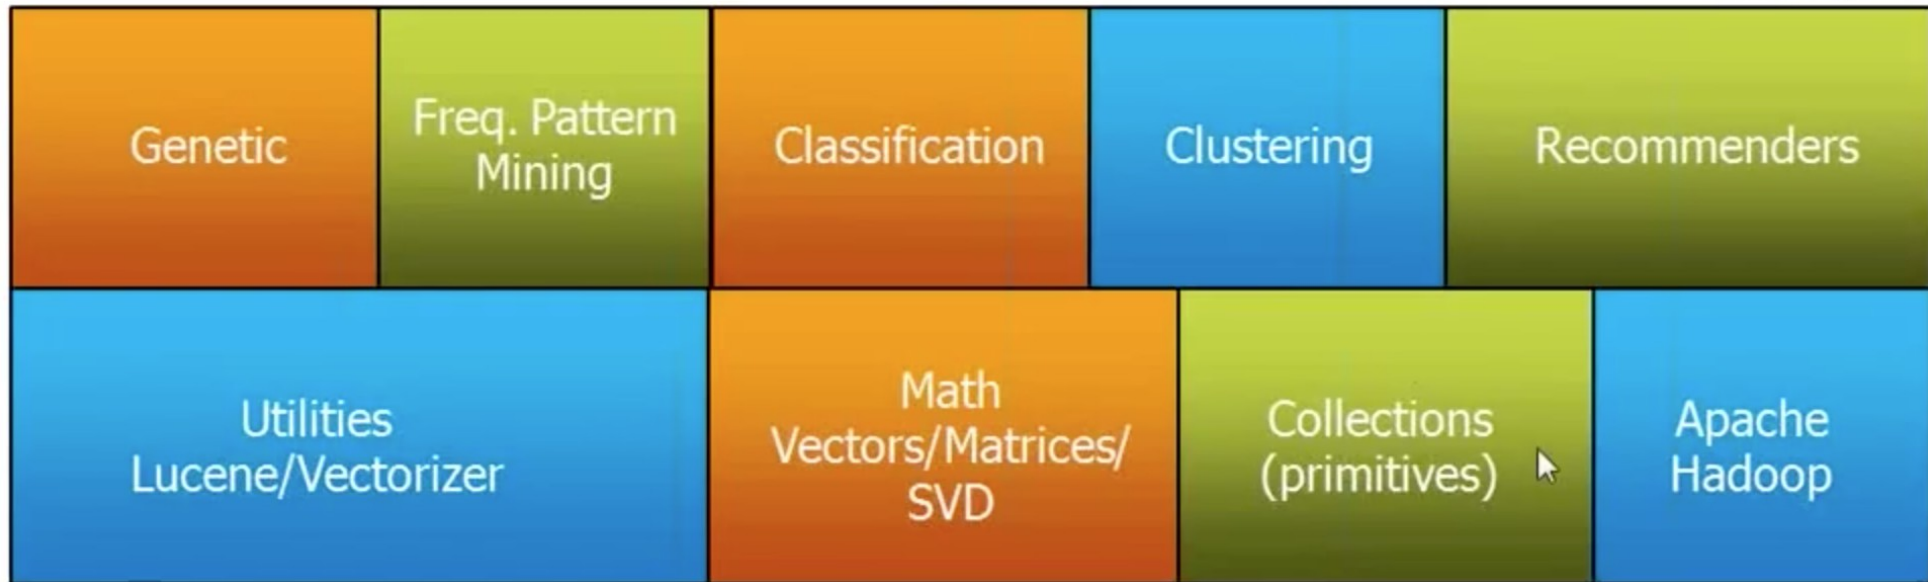 Genetic
Freq. Pattern
Mining
Classification
Clustering
Recommenders
Utilities
Lucene/Vectorizer
Math
Vectors/Matrices/
SVD
Collections
(primitives)
Apache
Hadoop